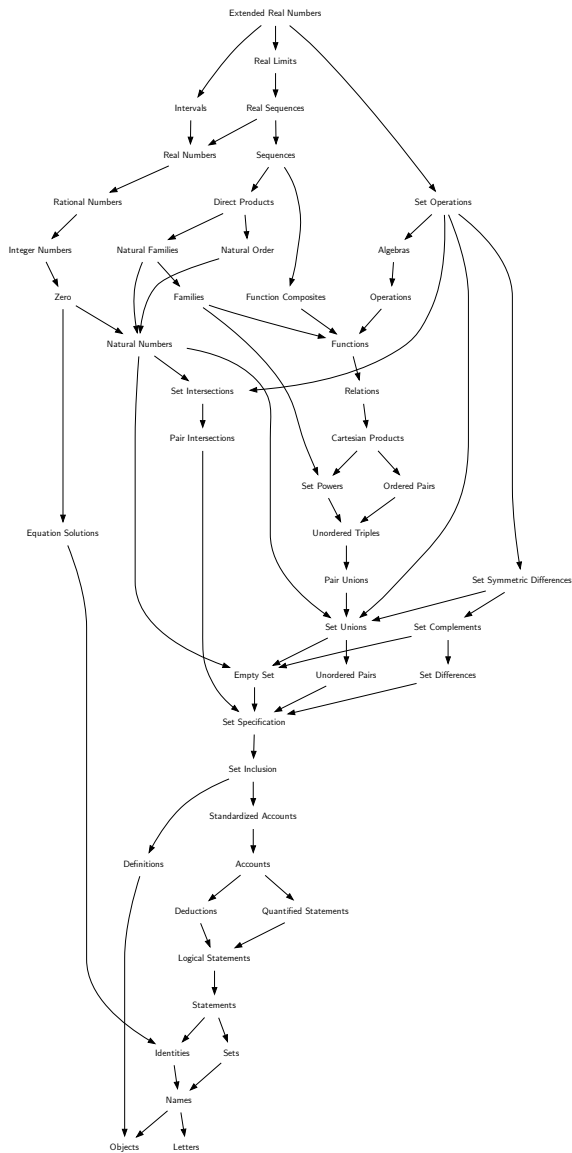 Extended Real Numbers
Real Limits
Intervals
Real Sequences
Real Numbers
Sequences
Rational Numbers
Direct Products
Set Operations
Integer Numbers
Natural Families
Natural Order
Algebras
Zero
Families
Function Composites
Operations
Natural Numbers
Functions
Set Intersections
Relations
Pair Intersections
Cartesian Products
Set Powers
Ordered Pairs
Equation Solutions
Unordered Triples
Pair Unions
Set Symmetric Differences
Set Unions
Set Complements
Empty Set
Unordered Pairs
Set Differences
Set Specification
Set Inclusion
Standardized Accounts
Definitions
Accounts
Deductions
Quantified Statements
Logical Statements
Statements
Identities
Sets
Names
Objects
Letters